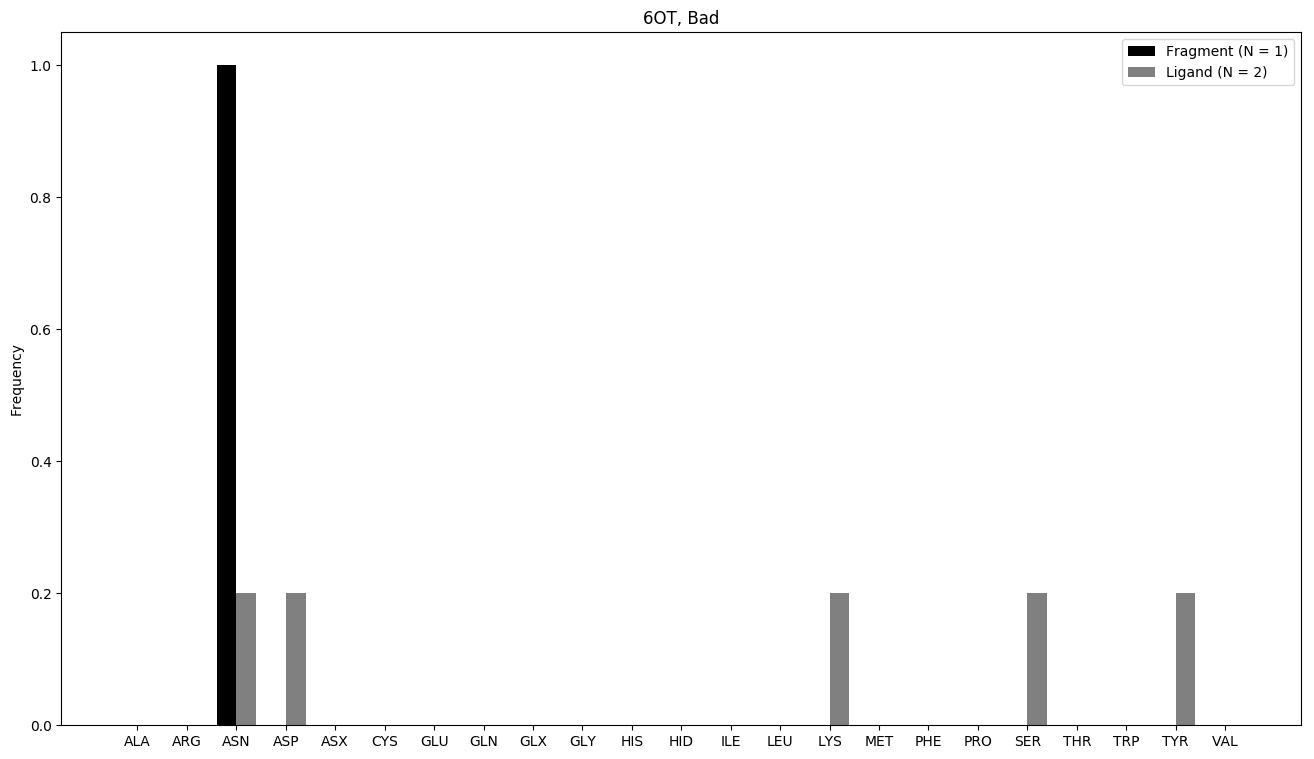 6OT, Bad
Fragment (N = 1)
Ligand (N = 2)
Frequency
1.0
0.8
0.6
0.4
0.2
0.0
ALA ARG ASN ASP ASX CYS GLU GLN GLX GLY HIS HID ILE LEU LYS MET PHE PRO SER THR TRP TYR VAL